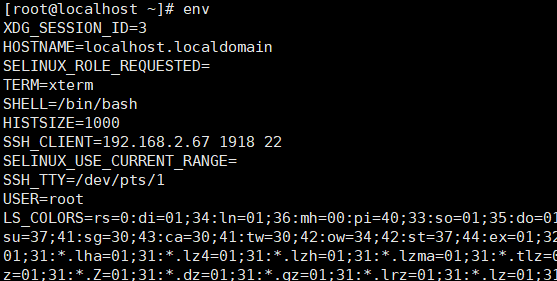 [root@localhost ~]# env
XDG_SESSION_ID=3
HOSTNAME=localhost.localdomain
SELINUX_ROLE_REQUESTED=
TERM=xterm
SHELL=/bin/bash
HISTSIZE=1000
SSH_CLIENT=192.168.2.67 1918 22
SELINUX_USE_CURRENT_RANGE=
SSH_TTY=/dev/pts/1
USER=root
LS_COLORS=rs=0:di=01;34:ln=01;36:mh=00:pi=40;33:so=01;35:do=01
su=37;41:sg=30;43:ca=30;41:tw=30;42:ow=34;42:st=37;44:ex=01;32
01;31:*.lha=01;31:*.lz4=01;31:*.lzh=01;31:*.lzma=01;31:*.tlz=0
z=01;31:*.Z=01;31:*.dz=01;31:*.gz=01;31:*.lrz=01;31:*.lz=01;31